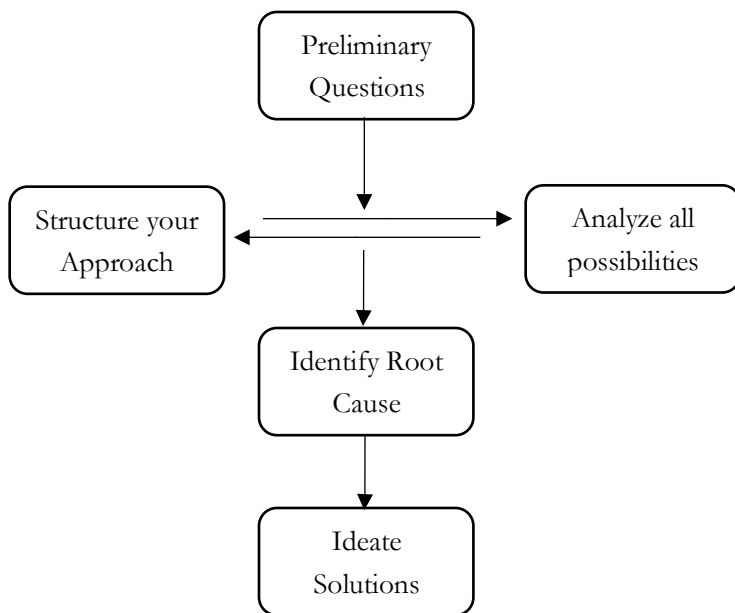 Preliminary
Questions
Structure your
Approach
Analyze all
possibilities
Identify Root
Cause
Ideate
Solutions